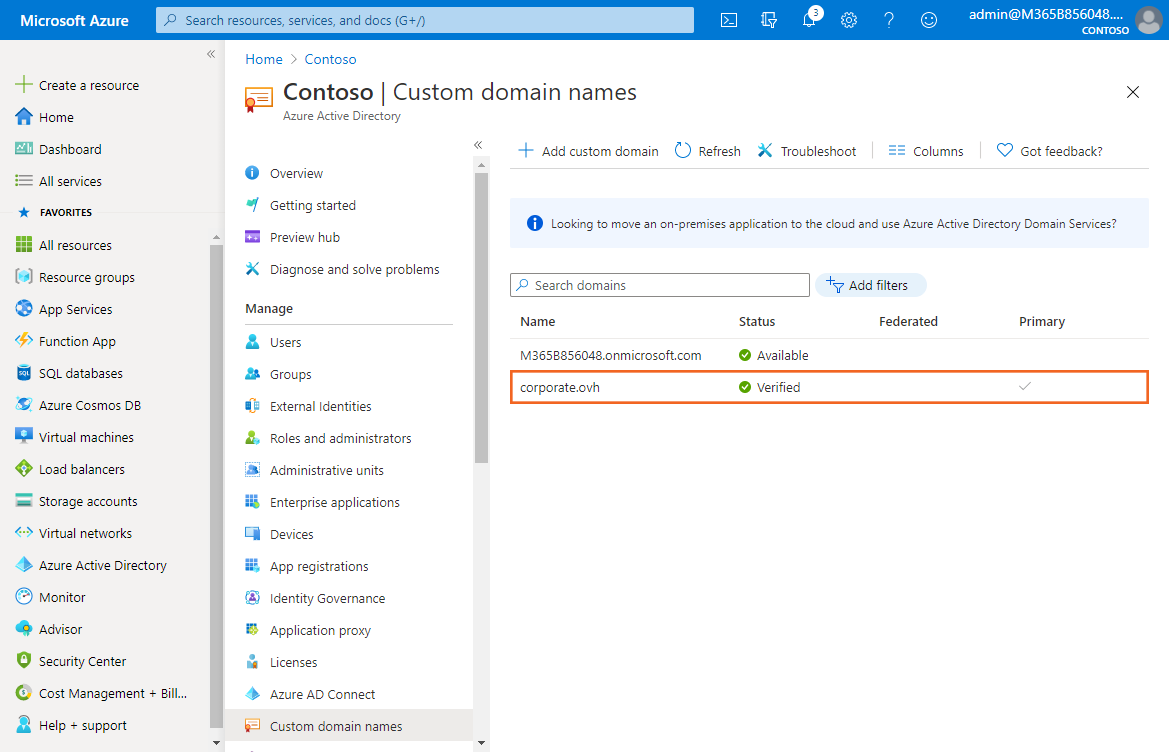 Microsoft Azure
Search resources, services, and docs (G+/)
3
admin@M365B856048....
CONTOSO
Create a resource
Home
Dashboard
All services
FAVORITES
All resources
Resource groups
App Services
Function App
SQL databases
Azure Cosmos DB
Virtual machines
Load balancers
Storage accounts
Virtual networks
Azure Active Directory
Monitor
Advisor
Security Center
Cost Management + Bill...
Help + support
Home > Contoso
Contoso | Custom domain names
Azure Active Directory
Overview
Getting started
Preview hub
Diagnose and solve problems
Manage
Users
Groups
External Identities
Roles and administrators
Administrative units
Enterprise applications
Devices
App registrations
Identity Governance
Application proxy
Licenses
Azure AD Connect
Custom domain names
Add custom domain Refresh Troubleshoot Columns Got feedback?
Looking to move an on-premises application to the cloud and use Azure Active Directory Domain Services?
Search domains Add filters
Name Status Federated Primary
M365B856048.onmicrosoft.com Available
corporate.ovh Verified